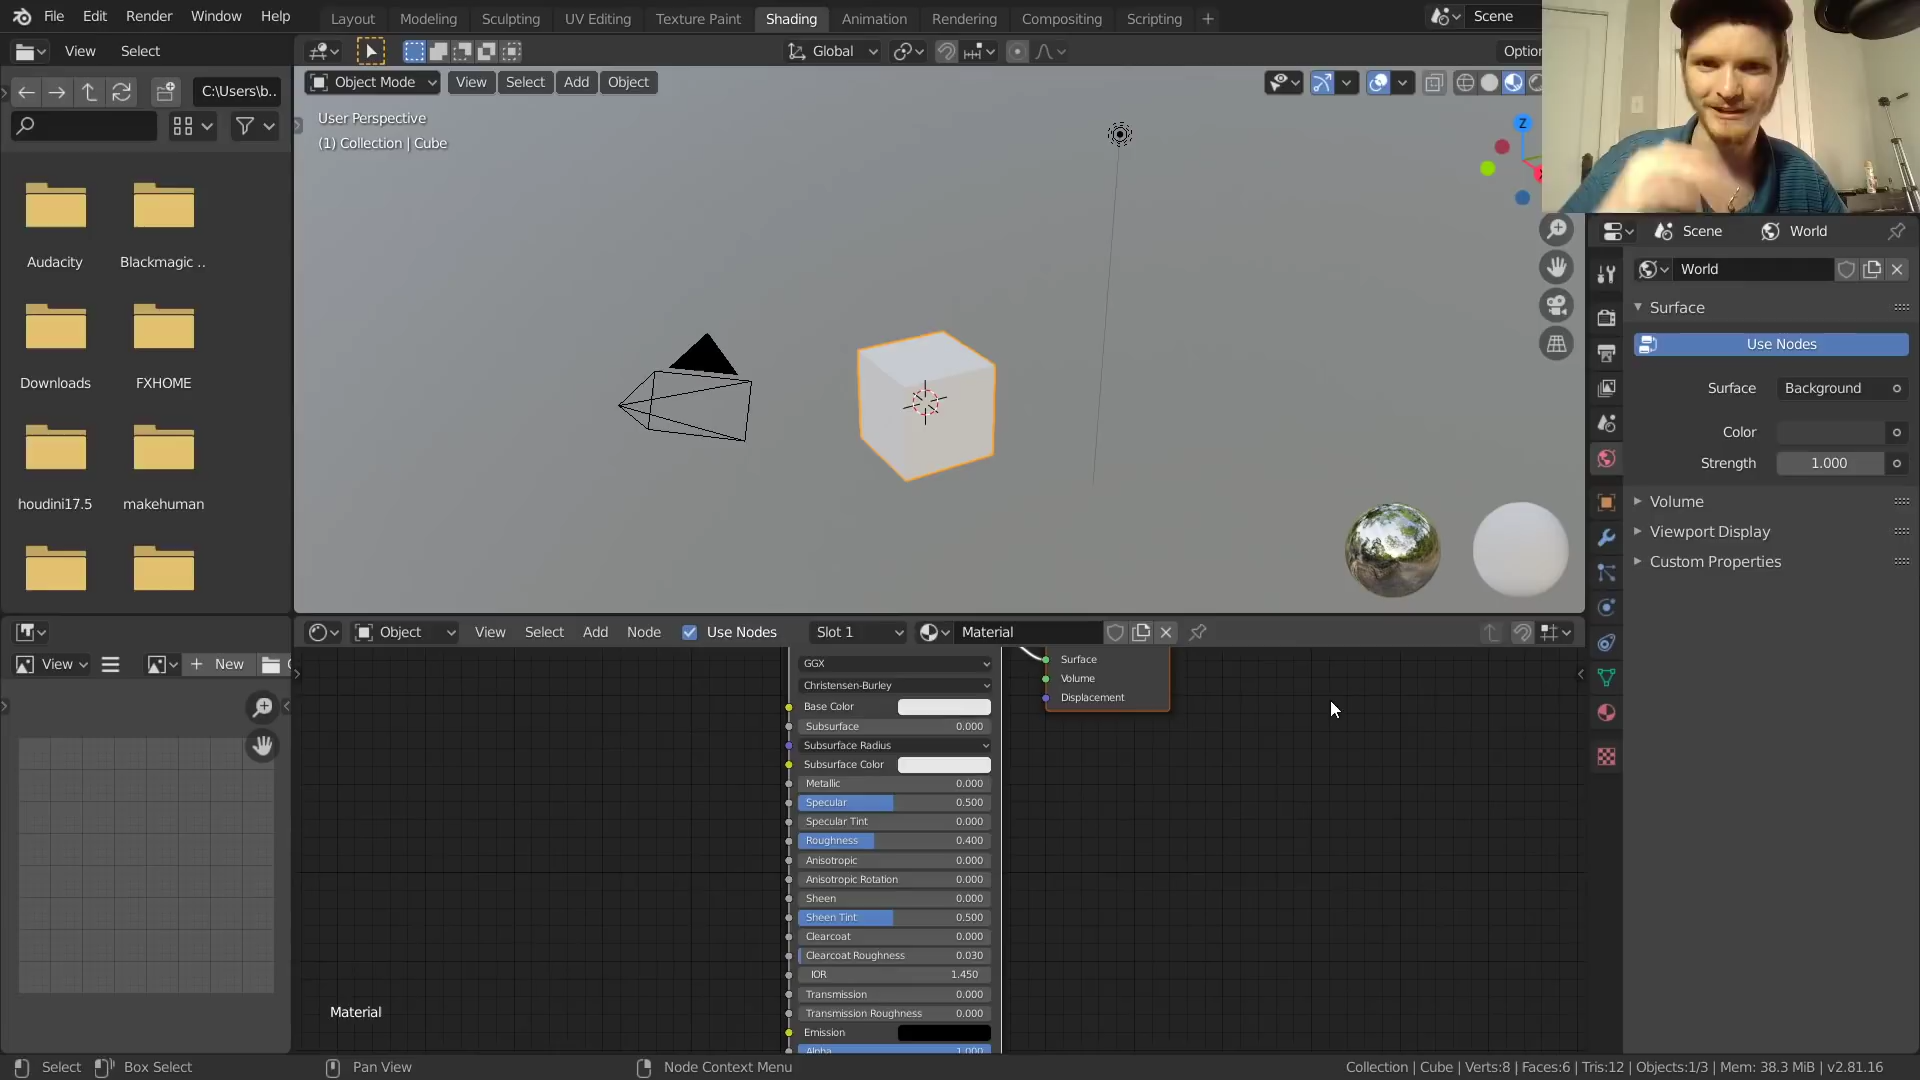 File Edit Render Window Help
Layout Modeling Sculpting UV Editing Texture Paint Shading Animation Rendering Compositing Scripting +
Scene
View Select
Global
Optio
C:\Users\b..
Object Mode View Select Add Object
User Perspective
(1) Collection | Cube
Z
Audacity Blackmagic ..
Downloads FXHOME
houdini17.5 makehuman
Scene World
World
Surface
Use Nodes
Surface Background
Color
Strength 1.000
Volume
Viewport Display
Custom Properties
Object View Select Add Node Use Nodes Slot 1 Material
View + New
GGX
Christensen-Burley
Base Color
Subsurface 0.000
Subsurface Radius
Subsurface Color
Metallic 0.000
Specular 0.500
Specular Tint 0.000
Roughness 0.400
Anisotropic 0.000
Anisotropic Rotation 0.000
Sheen 0.000
Sheen Tint 0.500
Clearcoat 0.000
Clearcoat Roughness 0.030
IOR 1.450
Transmission 0.000
Transmission Roughness 0.000
Emission
Alpha 1.000
Surface
Volume
Displacement
Material
Select Box Select Pan View Node Context Menu
Collection | Cube | Verts:8 | Faces:6 | Tris:12 | Objects:1/3 | Mem: 38.3 MiB | v2.81.16